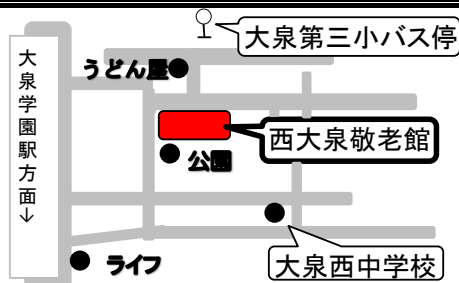 大泉第三小バス停
うどん屋
大泉学園駅方面↓
西大泉敬老館
公園
大泉西中学校
ライフ